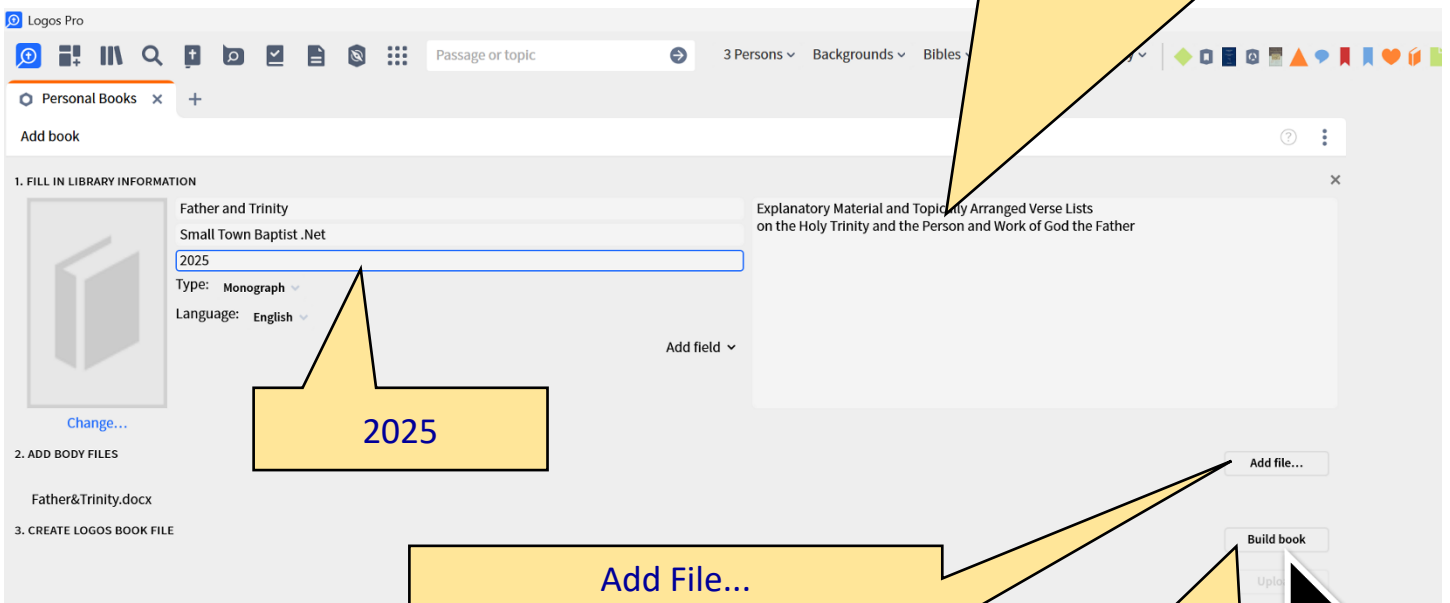 Logos Pro
Passage or topic
3 Persons
Backgrounds
Bibles
Personal Books
Add book
1. FILL IN LIBRARY INFORMATION
Father and Trinity
Small Town Baptist .Net
2025
Type: Monograph
Language: English
Add field
Explanatory Material and Topically Arranged Verse Lists
on the Holy Trinity and the Person and Work of God the Father
Change...
2025
2. ADD BODY FILES
Add file...
Father&Trinity.docx
3. CREATE LOGOS BOOK FILE
Build book
Add File...